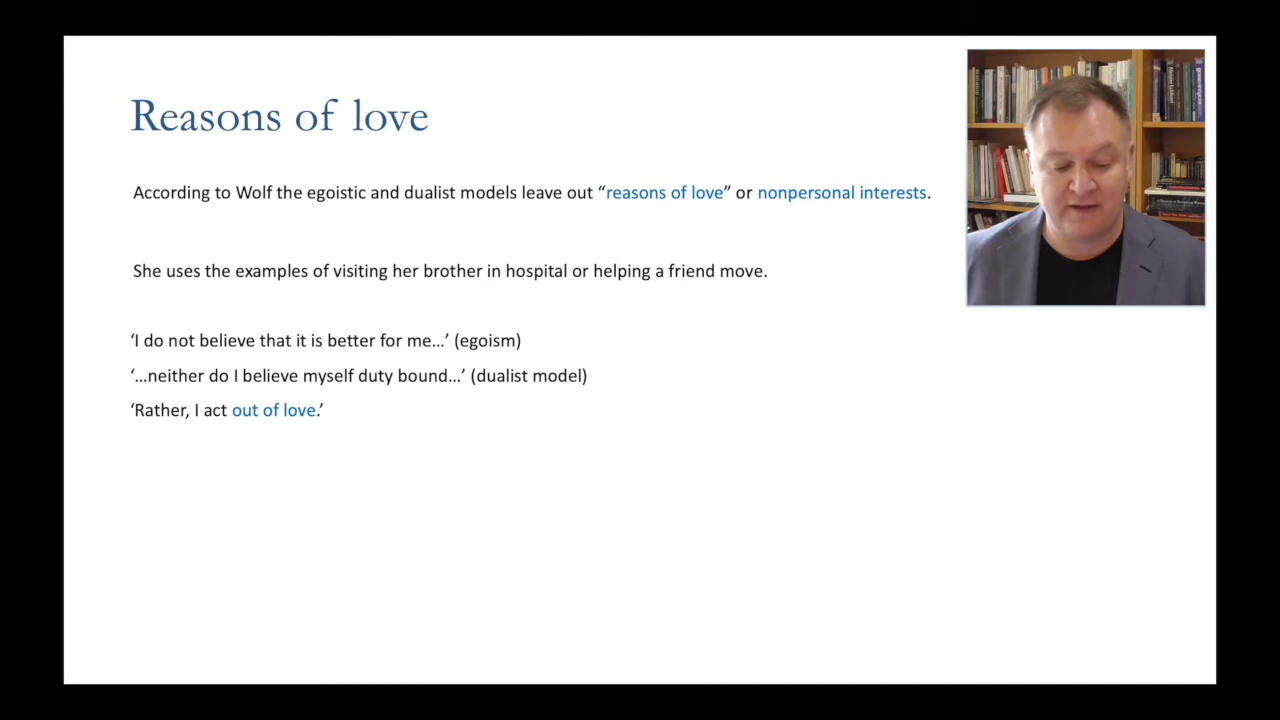 Reasons of love
According to Wolf the egoistic and dualist models leave out “reasons of love” or nonpersonal interests.
She uses the examples of visiting her brother in hospital or helping a friend move.
‘I do not believe that it is better for me…’ (egoism)
‘…neither do I believe myself duty bound…’ (dualist model)
‘Rather, I act out of love.’